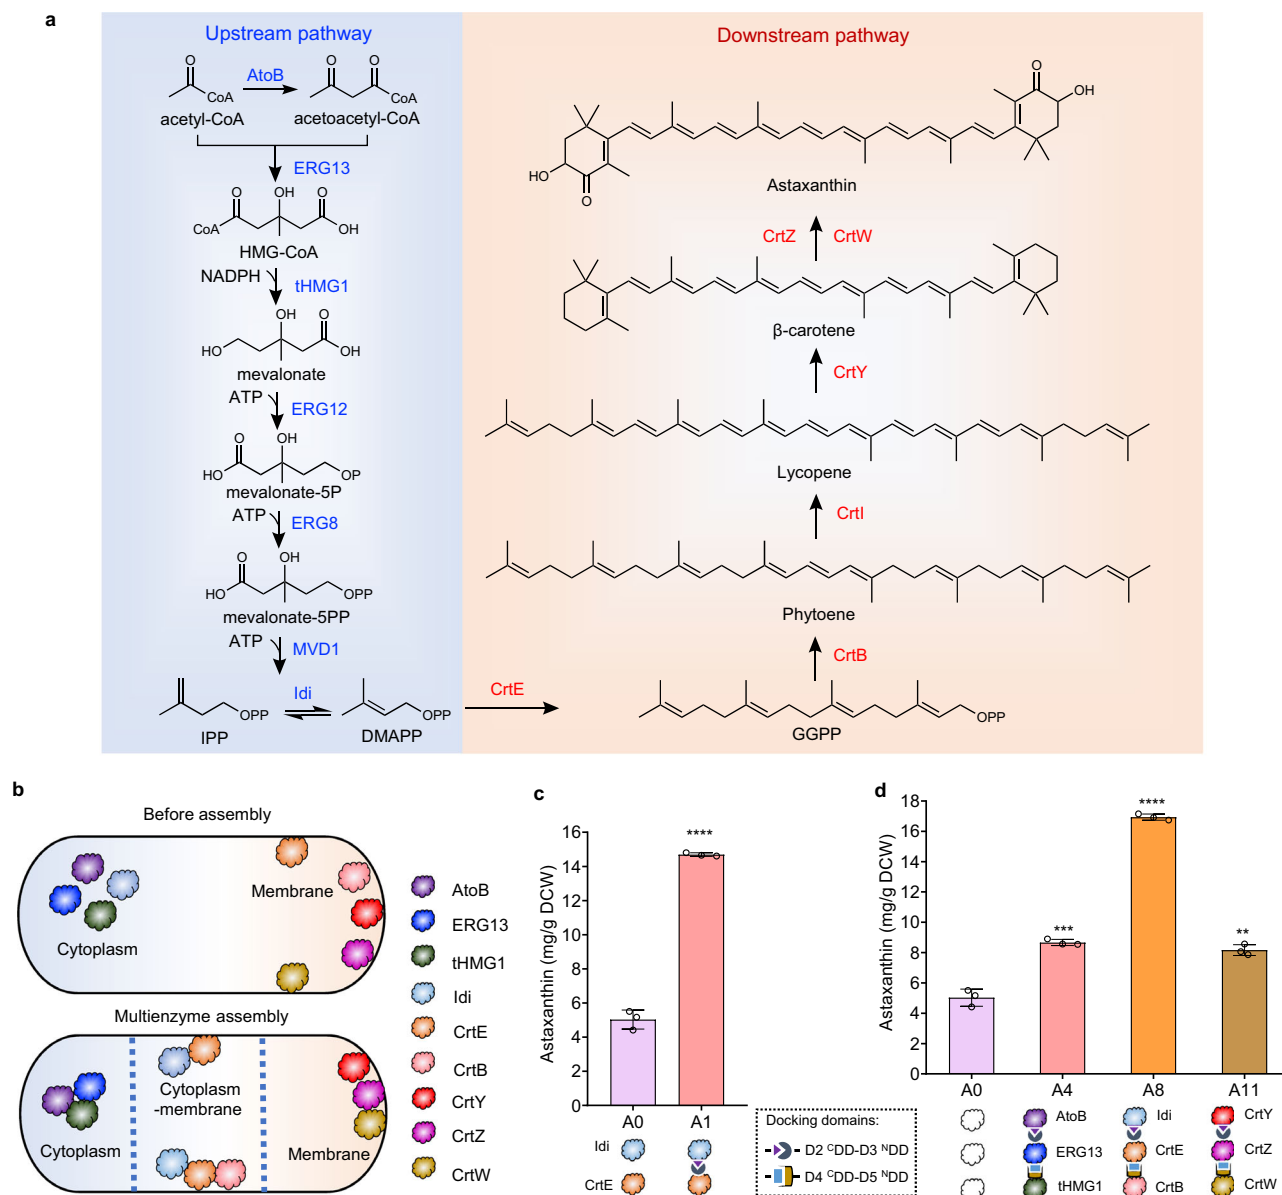 a
Upstream pathway
Downstream pathway
O
CoA
acetyl-CoA
AtoB
O
O
CoA
acetoacetyl-CoA
ERG13
O
OH
O
CoA
OH
HMG-CoA
NADPH
tHMG1
OH
O
HO
OH
mevalonate
ATP
ERG12
O
OH
HO
OP
mevalonate-5P
ATP
ERG8
O
OH
HO
OPP
mevalonate-5PP
ATP
MVD1
OPP
IPP
Idi
OPP
DMAPP
CrtE
OPP
GGPP
CrtB
Phytoene
CrtI
Lycopene
CrtY
β-carotene
CrtZ
CrtW
O
OH
HO
O
Astaxanthin
b
Before assembly
Cytoplasm
Membrane
Multienzyme assembly
Cytoplasm
Cytoplasm
-membrane
Membrane
AtoB
ERG13
tHMG1
Idi
CrtE
CrtB
CrtY
CrtZ
CrtW
c
Astaxanthin (mg/g DCW)
16
14
12
10
8
6
4
2
0
****
A0
A1
Idi
CrtE
Docking domains:
D2 ᶜDD-D3 ᴺDD
D4 ᶜDD-D5 ᴺDD
d
Astaxanthin (mg/g DCW)
18
16
14
12
10
8
6
4
2
0
***
****
**
A0
A4
A8
A11
AtoB
Idi
CrtY
ERG13
CrtE
CrtZ
tHMG1
CrtB
CrtW